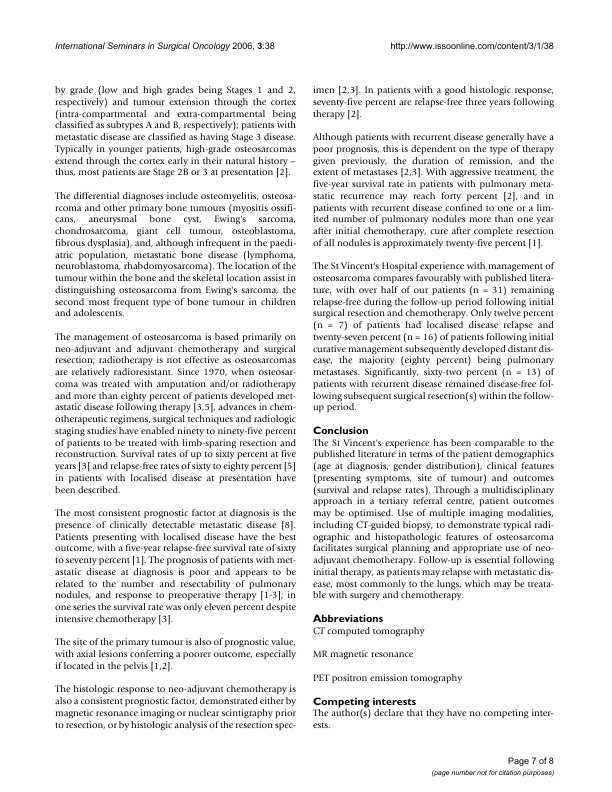 International Seminars in Surgical Oncology 2006, 3:38
http://www.issoonline.com/content/3/1/38
by grade (low and high grades being Stages 1 and 2,
respectively) and tumour extension through the cortex
(intra-compartmental and extra-compartmental being
classified as subtypes A and B, respectively); patients with
metastatic disease are classified as having Stage 3 disease.
Typically in younger patients, high-grade osteosarcomas
extend through the cortex early in their natural history –
thus, most patients are Stage 2B or 3 at presentation [2].
The differential diagnoses include osteomyelitis, osteosa-
rcoma and other primary bone tumours (myositis ossifi-
cans, aneurysmal bone cyst, Ewing's sarcoma,
chondrosarcoma, giant cell tumour, osteoblastoma,
fibrous dysplasia), and, although infrequent in the paedi-
atric population, metastatic bone disease (lymphoma,
neuroblastoma, rhabdomyosarcoma). The location of the
tumour within the bone and the skeletal location assist in
distinguishing osteosarcoma from Ewing's sarcoma, the
second most frequent type of bone tumour in children
and adolescents.
The management of osteosarcoma is based primarily on
neo-adjuvant and adjuvant chemotherapy and surgical
resection; radiotherapy is not effective as osteosarcomas
are relatively radioresistant. Since 1970, when osteosar-
coma was treated with amputation and/or radiotherapy
and more than eighty percent of patients developed met-
astatic disease following therapy [3,5], advances in chem-
otherapeutic regimens, surgical techniques and radiologic
staging studies have enabled ninety to ninety-five percent
of patients to be treated with limb-sparing resection and
reconstruction. Survival rates of up to sixty percent at five
years [3] and relapse-free rates of sixty to eighty percent [5]
in patients with localised disease at presentation have
been described.
The most consistent prognostic factor at diagnosis is the
presence of clinically detectable metastatic disease [8].
Patients presenting with localised disease have the best
outcome, with a five-year relapse-free survival rate of sixty
to seventy percent [1]. The prognosis of patients with met-
astatic disease at diagnosis is poor and appears to be
related to the number and resectability of pulmonary
nodules, and response to preoperative therapy [1-3]; in
one series the survival rate was only eleven percent despite
intensive chemotherapy [3].
The site of the primary tumour is also of prognostic value,
with axial lesions conferring a poorer outcome, especially
if located in the pelvis [1,2].
The histologic response to neo-adjuvant chemotherapy is
also a consistent prognostic factor, demonstrated either by
magnetic resonance imaging or nuclear scintigraphy prior
to resection, or by histologic analysis of the resection spec-
imen [2,3]. In patients with a good histologic response,
seventy-five percent are relapse-free three years following
therapy [2].
Although patients with recurrent disease generally have a
poor prognosis, this is dependent on the type of therapy
given previously, the duration of remission, and the
extent of metastases [2,3]. With aggressive treatment, the
five-year survival rate in patients with pulmonary meta-
static recurrence may reach forty percent [2], and in
patients with recurrent disease confined to one or a lim-
ited number of pulmonary nodules more than one year
after initial chemotherapy, cure after complete resection
of all nodules is approximately twenty-five percent [1].
The St Vincent's Hospital experience with management of
osteosarcoma compares favourably with published litera-
ture, with over half of our patients (n = 31) remaining
relapse-free during the follow-up period following initial
surgical resection and chemotherapy. Only twelve percent
(n = 7) of patients had localised disease relapse and
twenty-seven percent (n = 16) of patients following initial
curative management subsequently developed distant dis-
ease, the majority (eighty percent) being pulmonary
metastases. Significantly, sixty-two percent (n = 13) of
patients with recurrent disease remained disease-free fol-
lowing subsequent surgical resection(s) within the follow-
up period.
Conclusion
The St Vincent's experience has been comparable to the
published literature in terms of the patient demographics
(age at diagnosis, gender distribution), clinical features
(presenting symptoms, site of tumour) and outcomes
(survival and relapse rates). Through a multidisciplinary
approach in a tertiary referral centre, patient outcomes
may be optimised. Use of multiple imaging modalities,
including CT-guided biopsy, to demonstrate typical radi-
ographic and histopathologic features of osteosarcoma
facilitates surgical planning and appropriate use of neo-
adjuvant chemotherapy. Follow-up is essential following
initial therapy, as patients may relapse with metastatic dis-
ease, most commonly to the lungs, which may be treata-
ble with surgery and chemotherapy.
Abbreviations
CT computed tomography
MR magnetic resonance
PET positron emission tomography
Competing interests
The author(s) declare that they have no competing inter-
ests.
Page 7 of 8
(page number not for citation purposes)